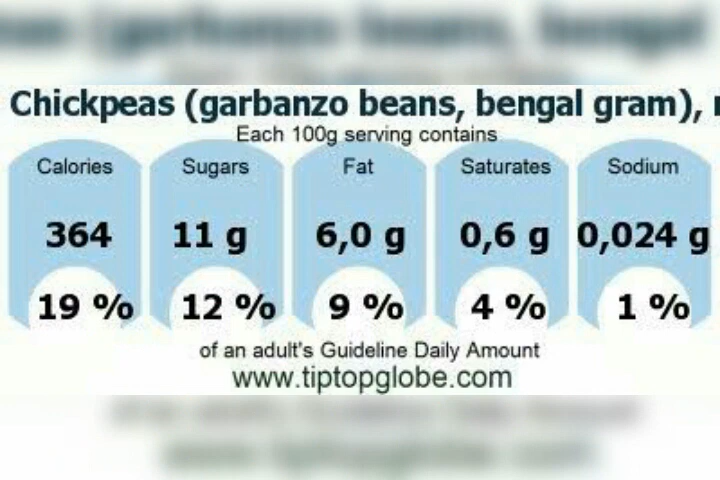 Chickpeas (garbanzo beans, bengal gram),
Each 100g serving contains
Calories Sugars Fat Saturates Sodium
364 11 g 6,0 g 0,6 g 0,024 g
19 % 12 % 9 % 4 % 1 %
of an adult's Guideline Daily Amount
www.tiptopglobe.com